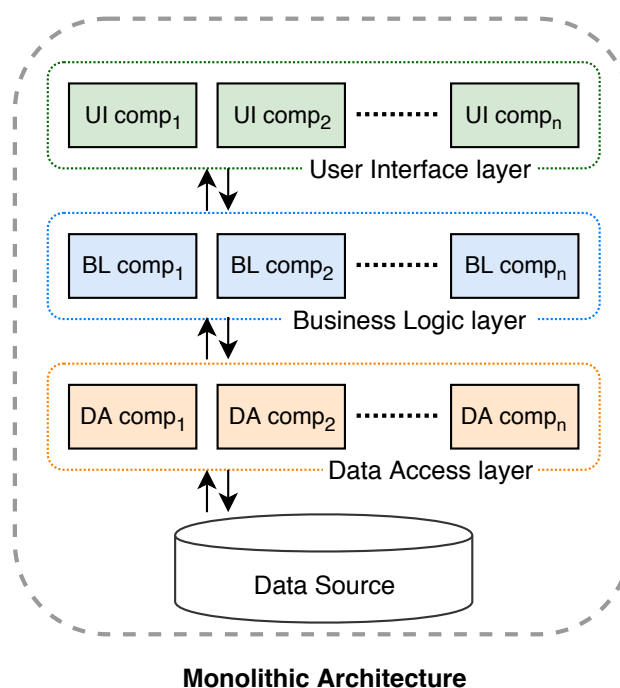 UI comp₁ UI comp₂ UI compₙ
User Interface layer
BL comp₁ BL comp₂ BL compₙ
Business Logic layer
DA comp₁ DA comp₂ DA compₙ
Data Access layer
Data Source
Monolithic Architecture